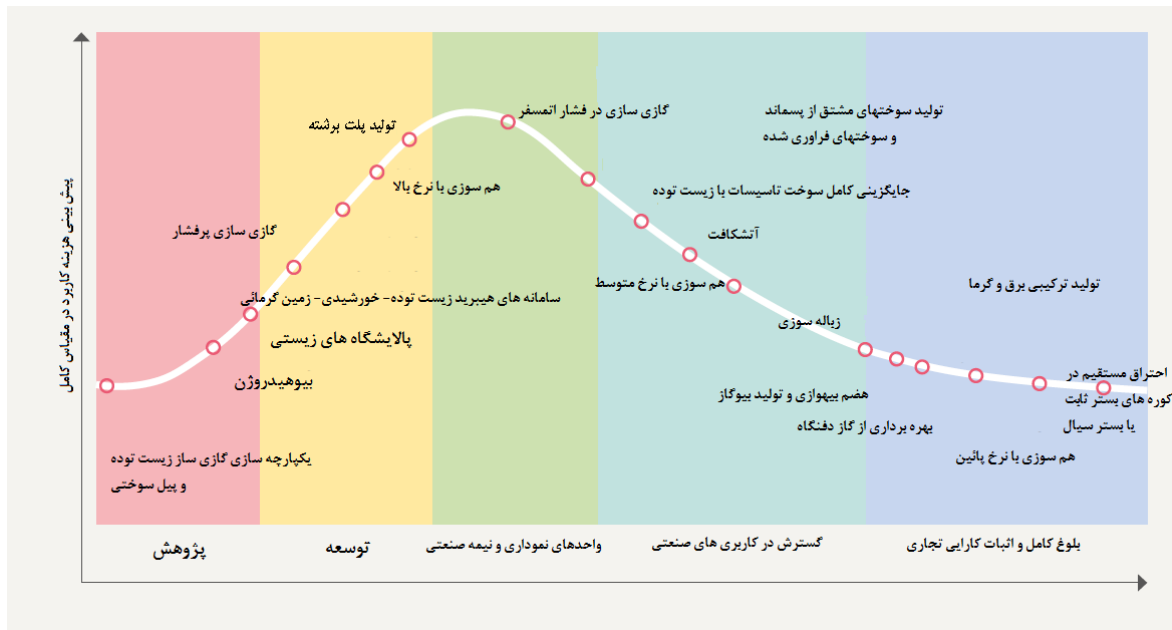 تولید سوختهای مشتق از پسماند
و سوختهای فراوری شده
گازی سازی در فشار اتمسفر
تولید پلت برشته
هم سوزی با نرخ بالا
جایگزینی کامل سوخت تاسیسات با زیست توده
گازی سازی پرفشار
آتشکافت
هم سوزی با نرخ متوسط
تولید ترکیبی برق و گرما
سامانه های هیبرید زیست توده- خورشیدی- زمین گرمائی
زباله سوزی
پالایشگاه های زیستی
بیوهیدروژن
احتراق مستقیم در
کوره های بستر ثابت
یا بستر سیال
هضم بیهوازی و تولید بیوگاز
بهره برداری از گاز دفنگاه
هم سوزی با نرخ پائین
یکپارچه سازی گازی ساز زیست توده
و پیل سوختی
پیش بینی هزینه کاربرد در مقیاس کامل
پژوهش
توسعه
واحدهای نموداری و نیمه صنعتی
گسترش در کاربری های صنعتی
بلوغ کامل و اثبات کارایی تجاری